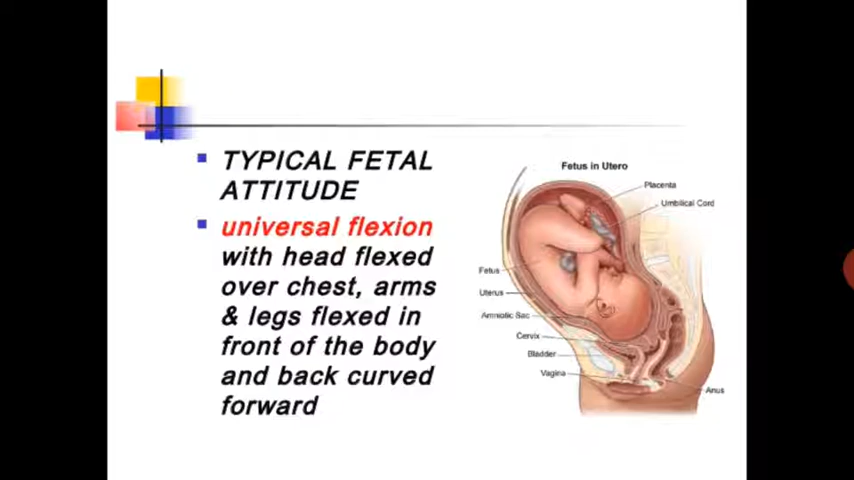 TYPICAL FETAL
ATTITUDE
universal flexion
with head flexed
over chest, arms
& legs flexed in
front of the body
and back curved
forward
Fetus in Utero
Placenta
Umbilical Cord
Fetus
Uterus
Amniotic Sac
Cervix
Bladder
Vagina
Anus